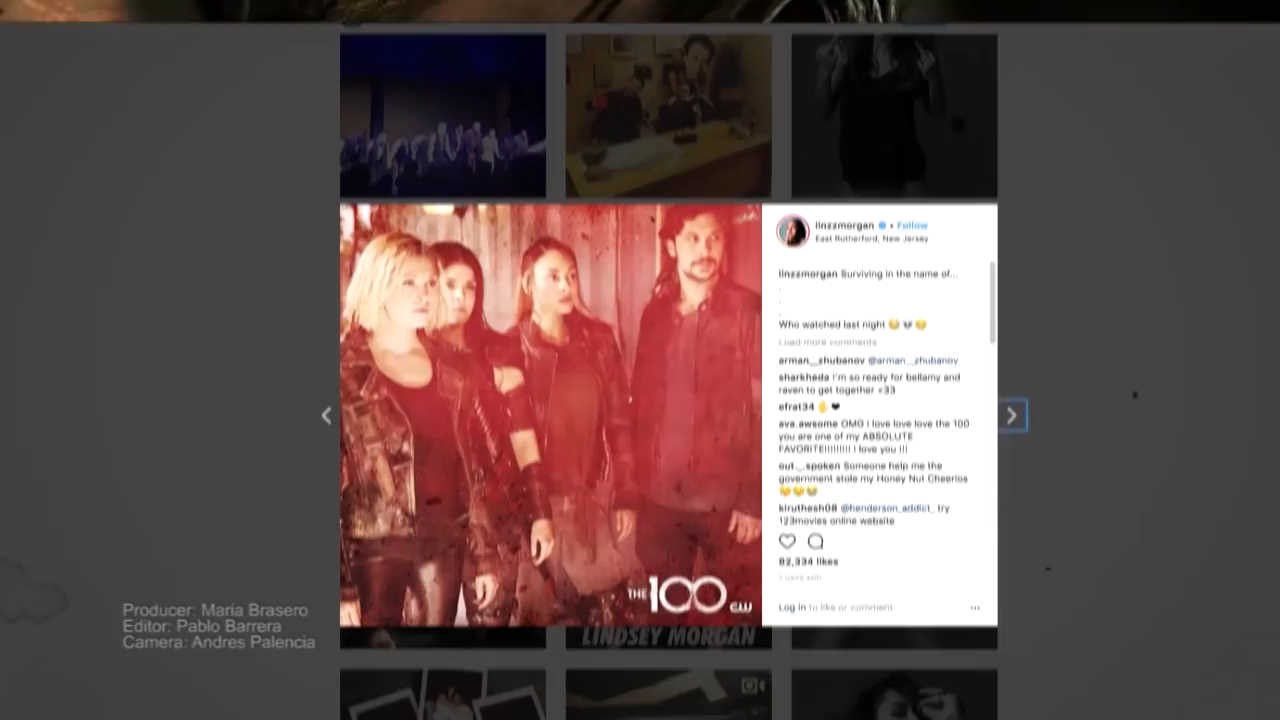 linzzmorgan • Follow
East Rutherford, New Jersey
linzzmorgan Surviving in the name of...
.
.
.
Who watched last night 😳 💀 😏
Load more comments
arman__zhubanov @arman__zhubanov
sharkheda I'm so ready for bellamy and
raven to get together <33
efrat34 ✋❤
ava.awsome OMG i love love love the 100
you are one of my ABSOLUTE
FAVORITE!!!!!!!!! I love you !!!
out._.spoken Someone help me the
government stole my Honey Nut Cheerios
kiruthesh08 @henderson_addict_ try
123movies online website
82,334 likes
Log in to like or comment
...
THE 100
CW
Producer: Maria Brasero
Editor: Pablo Barrera
Camera: Andres Palencia
LINDSEY MORGAN